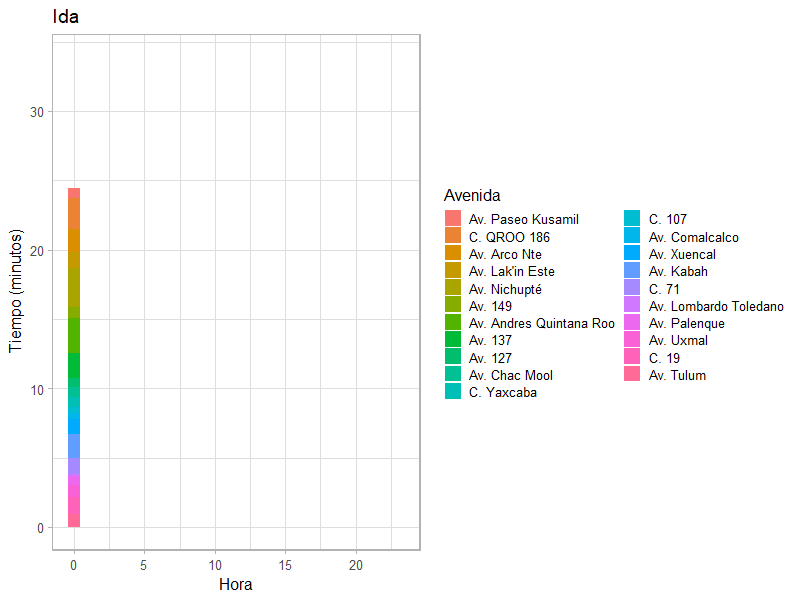 Ida
Tiempo (minutos)
30
20
10
0
0 5 10 15 20
Hora
Avenida
Av. Paseo Kusamil
C. QROO 186
Av. Arco Nte
Av. Lak'in Este
Av. Nichupté
Av. 149
Av. Andres Quintana Roo
Av. 137
Av. 127
Av. Chac Mool
C. Yaxcaba
C. 107
Av. Comalcalco
Av. Xuencal
Av. Kabah
C. 71
Av. Lombardo Toledano
Av. Palenque
Av. Uxmal
C. 19
Av. Tulum